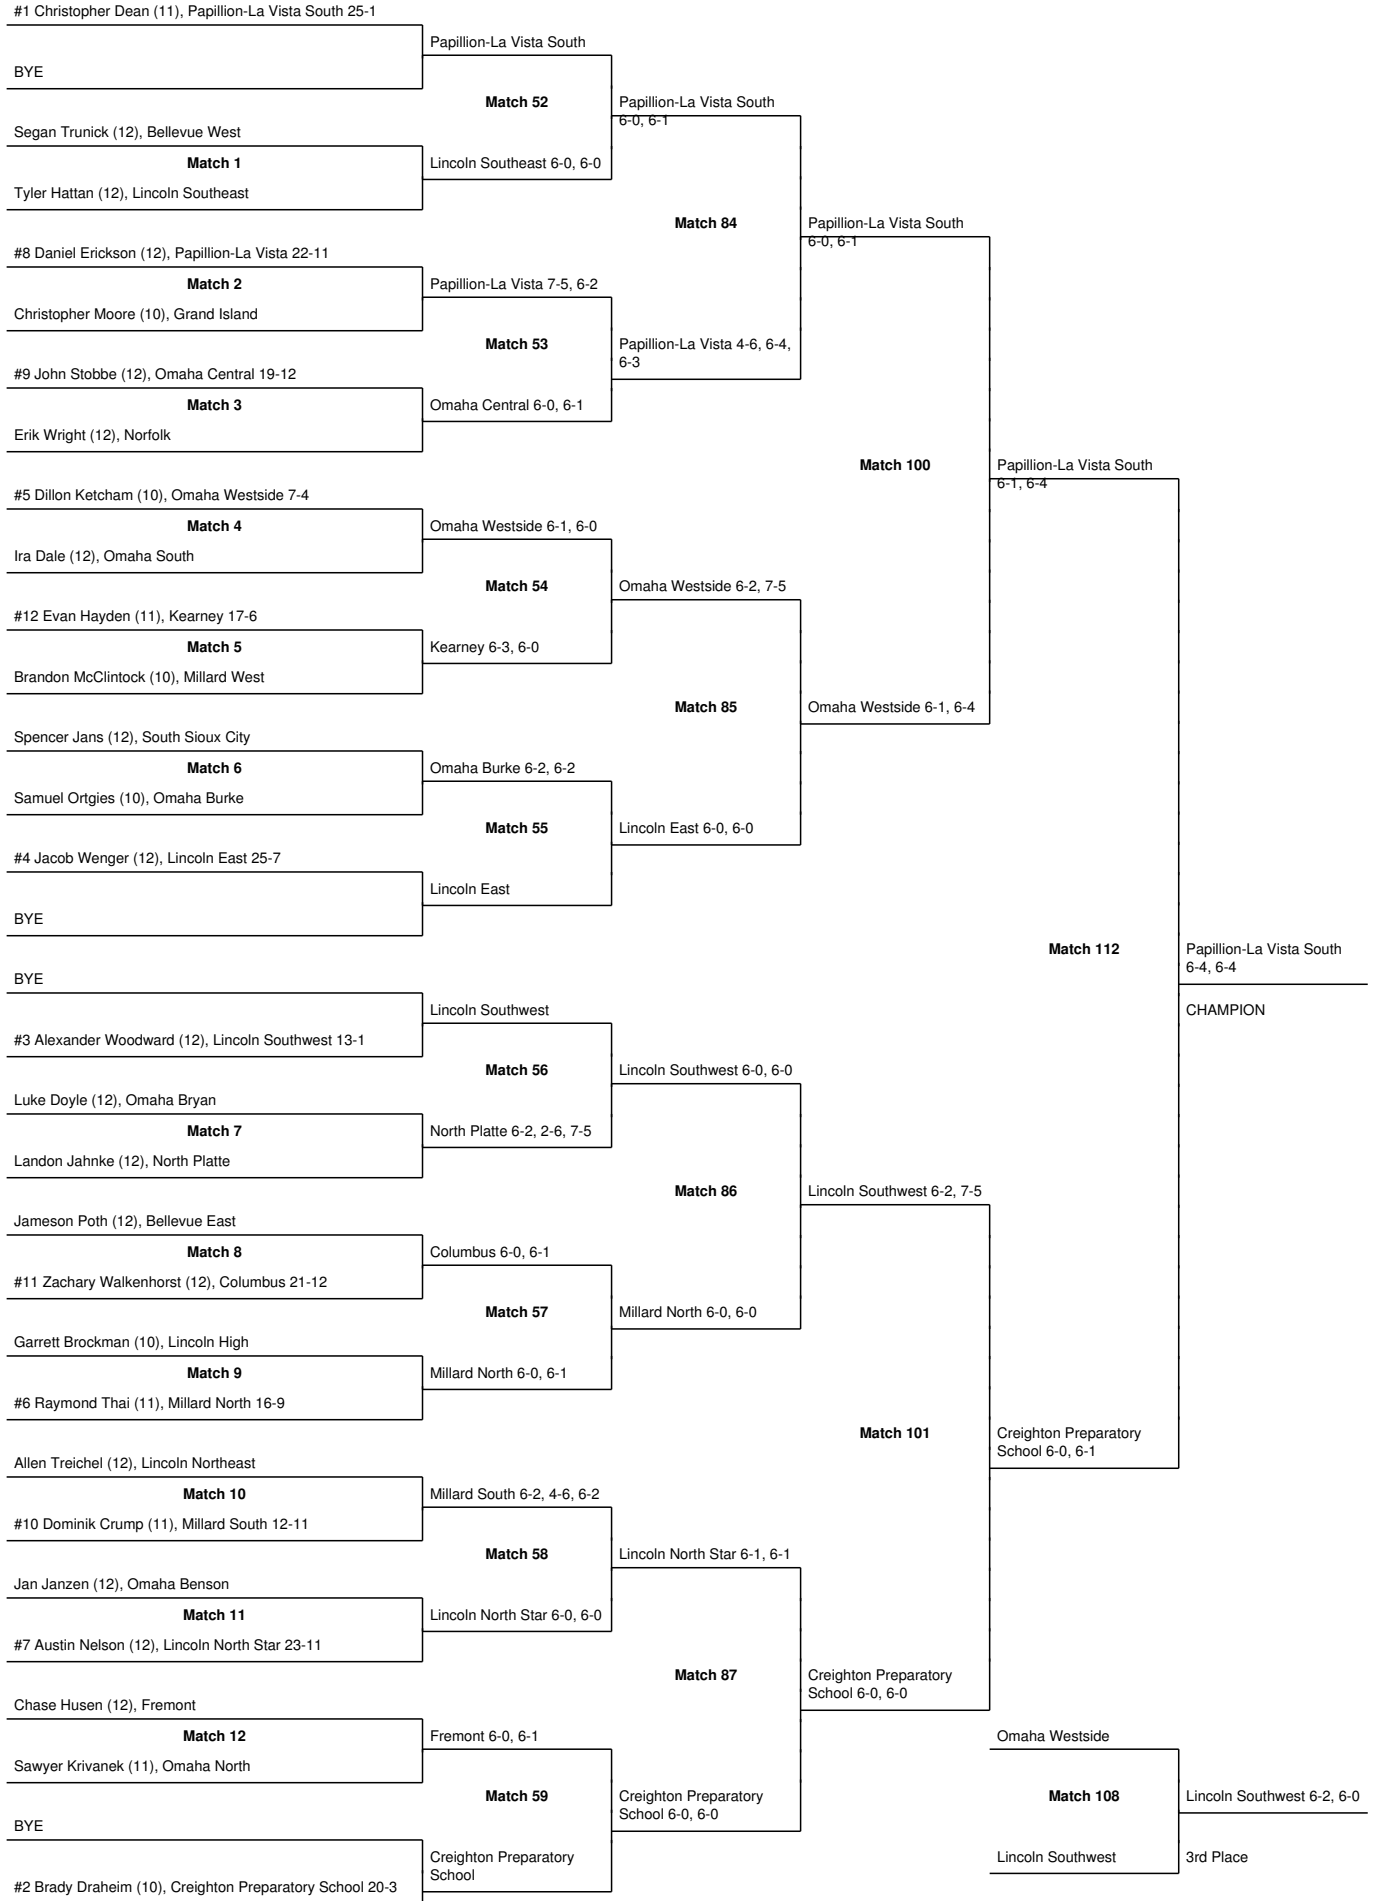 #1 Christopher Dean (11), Papillion-La Vista South 25-1
BYE
Segan Trunick (12), Bellevue West
Match 1
Tyler Hattan (12), Lincoln Southeast
#8 Daniel Erickson (12), Papillion-La Vista 22-11
Match 2
Christopher Moore (10), Grand Island
#9 John Stobbe (12), Omaha Central 19-12
Match 3
Erik Wright (12), Norfolk
#5 Dillon Ketcham (10), Omaha Westside 7-4
Match 4
Ira Dale (12), Omaha South
#12 Evan Hayden (11), Kearney 17-6
Match 5
Brandon McClintock (10), Millard West
Spencer Jans (12), South Sioux City
Match 6
Samuel Ortgies (10), Omaha Burke
#4 Jacob Wenger (12), Lincoln East 25-7
BYE
BYE
#3 Alexander Woodward (12), Lincoln Southwest 13-1
Luke Doyle (12), Omaha Bryan
Match 7
Landon Jahnke (12), North Platte
Jameson Poth (12), Bellevue East
Match 8
#11 Zachary Walkenhorst (12), Columbus 21-12
Garrett Brockman (10), Lincoln High
Match 9
#6 Raymond Thai (11), Millard North 16-9
Allen Treichel (12), Lincoln Northeast
Match 10
#10 Dominik Crump (11), Millard South 12-11
Jan Janzen (12), Omaha Benson
Match 11
#7 Austin Nelson (12), Lincoln North Star 23-11
Chase Husen (12), Fremont
Match 12
Sawyer Krivanek (11), Omaha North
BYE
#2 Brady Draheim (10), Creighton Preparatory School 20-3
Papillion-La Vista South
Match 52
Lincoln Southeast 6-0, 6-0
Papillion-La Vista 7-5, 6-2
Match 53
Omaha Central 6-0, 6-1
Omaha Westside 6-1, 6-0
Match 54
Kearney 6-3, 6-0
Omaha Burke 6-2, 6-2
Match 55
Lincoln East
Lincoln Southwest
Match 56
North Platte 6-2, 2-6, 7-5
Columbus 6-0, 6-1
Match 57
Millard North 6-0, 6-1
Millard South 6-2, 4-6, 6-2
Match 58
Lincoln North Star 6-0, 6-0
Fremont 6-0, 6-1
Match 59
Creighton Preparatory
School
Papillion-La Vista South
6-0, 6-1
Match 84
Papillion-La Vista 4-6, 6-4,
6-3
Omaha Westside 6-2, 7-5
Match 85
Lincoln East 6-0, 6-0
Lincoln Southwest 6-0, 6-0
Match 86
Millard North 6-0, 6-0
Lincoln North Star 6-1, 6-1
Match 87
Creighton Preparatory
School 6-0, 6-0
Papillion-La Vista South
6-0, 6-1
Match 100
Omaha Westside 6-1, 6-4
Lincoln Southwest 6-2, 7-5
Match 101
Creighton Preparatory
School 6-0, 6-0
Papillion-La Vista South
6-1, 6-4
Match 112
Creighton Preparatory
School 6-0, 6-1
Papillion-La Vista South
6-4, 6-4
CHAMPION
Omaha Westside
Match 108
Lincoln Southwest
Lincoln Southwest 6-2, 6-0
3rd Place